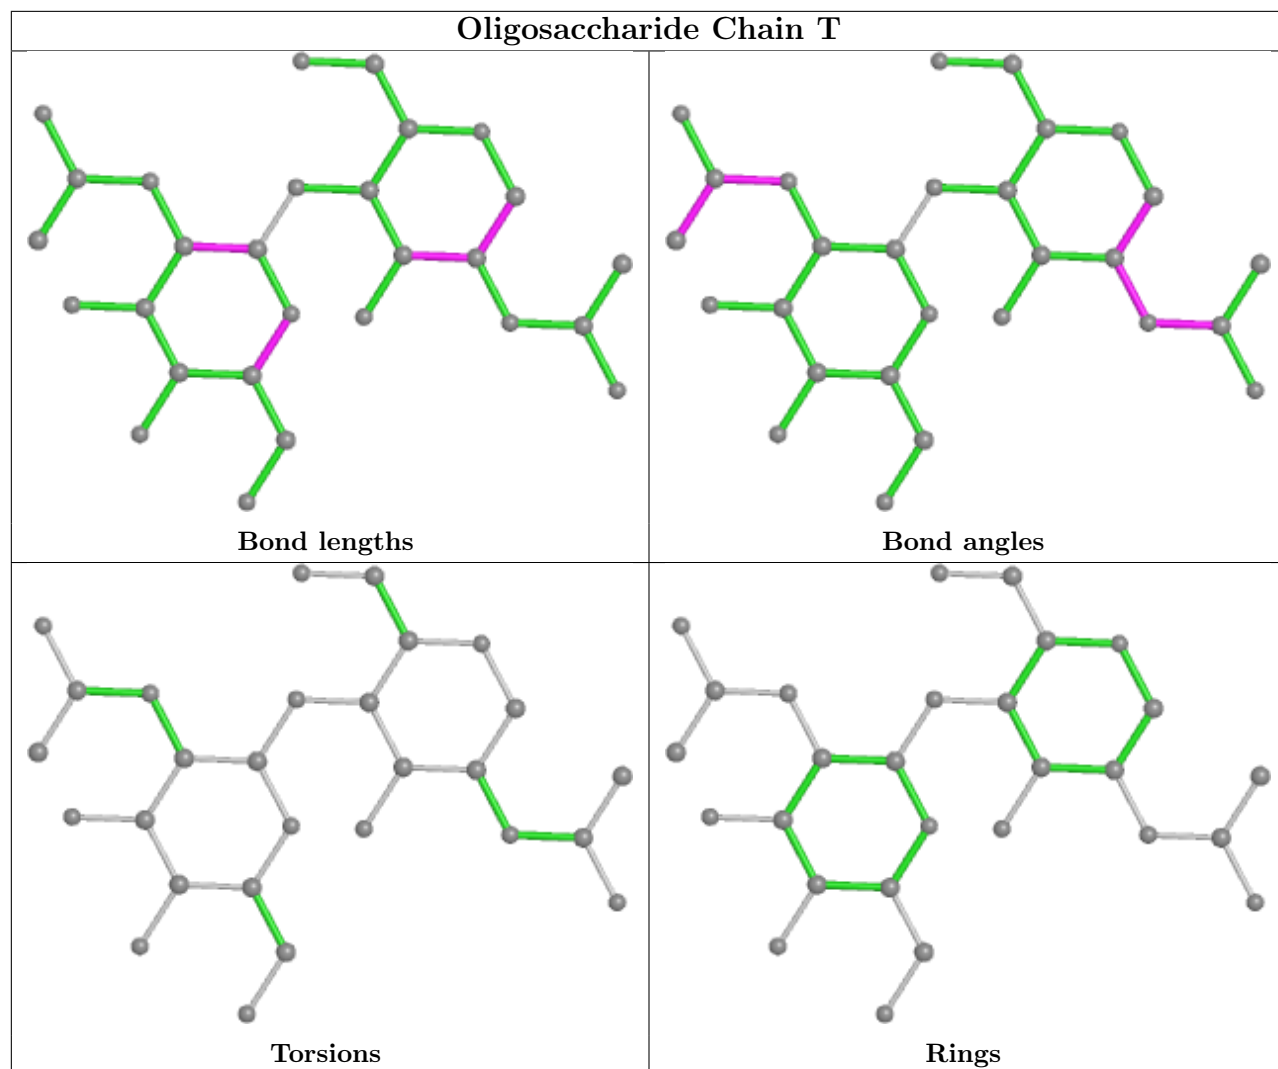 Oligosaccharide Chain T
Bond lengths
Bond angles
Torsions
Rings